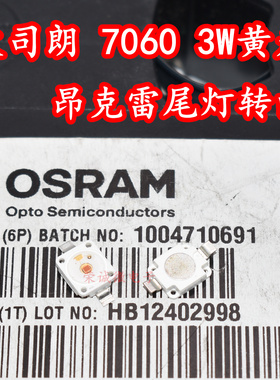 司朗 7060 3W黄
昂克雷尾灯转
OSRAM
Opto Semiconductors
(6P) BATCH NO: 1004710691
(1T) LOT NO: HB12402998